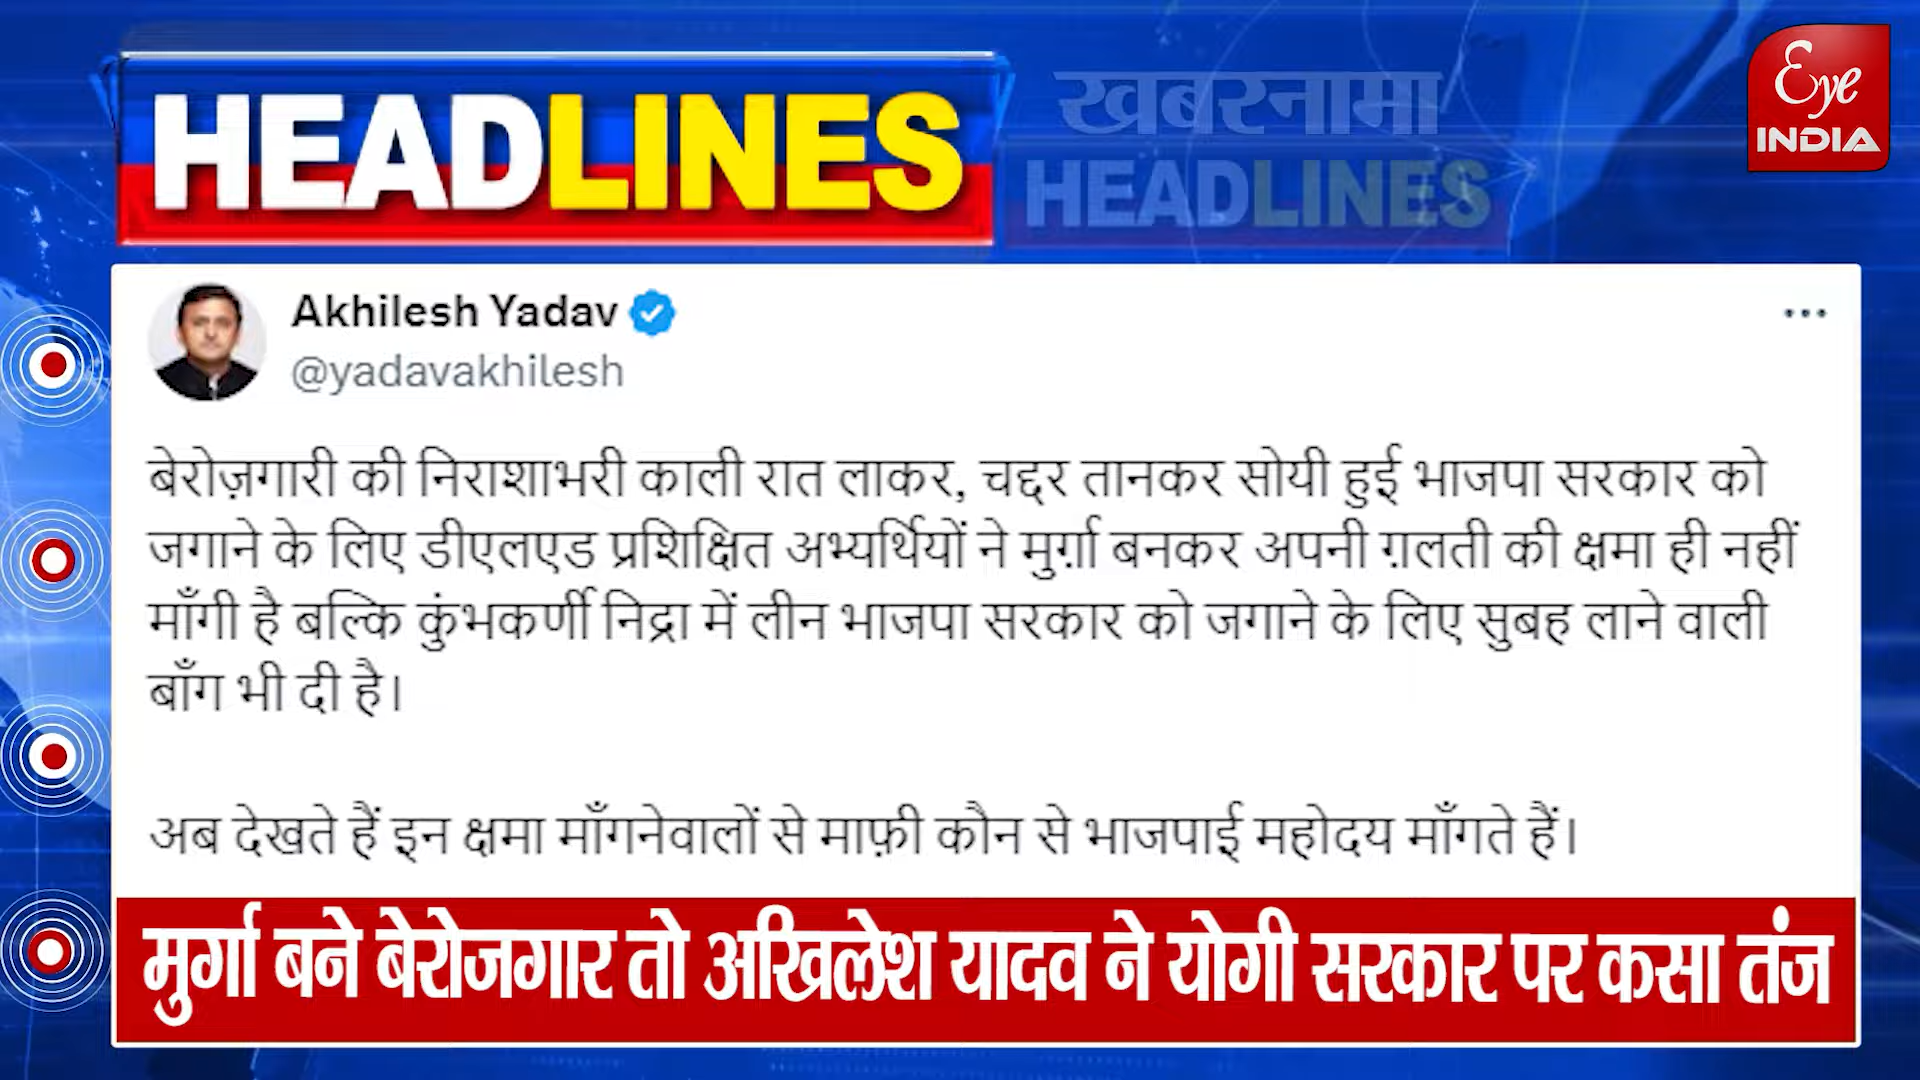 HEADLINES
खबरनामा
HEADLINES
Eye
INDIA
Akhilesh Yadav
@yadavakhilesh
बेरोज़गारी की निराशाभरी काली रात लाकर, चद्दर तानकर सोयी हुई भाजपा सरकार को
जगाने के लिए डीएलएड प्रशिक्षित अभ्यर्थियों ने मुर्ग़ा बनकर अपनी ग़लती की क्षमा ही नहीं
माँगी है बल्कि कुंभकर्णी निद्रा में लीन भाजपा सरकार को जगाने के लिए सुबह लाने वाली
बाँग भी दी है।
अब देखते हैं इन क्षमा माँगनेवालों से माफ़ी कौन से भाजपाई महोदय माँगते हैं।
मुर्गा बने बेरोजगार तो अखिलेश यादव ने योगी सरकार पर कसा तंज